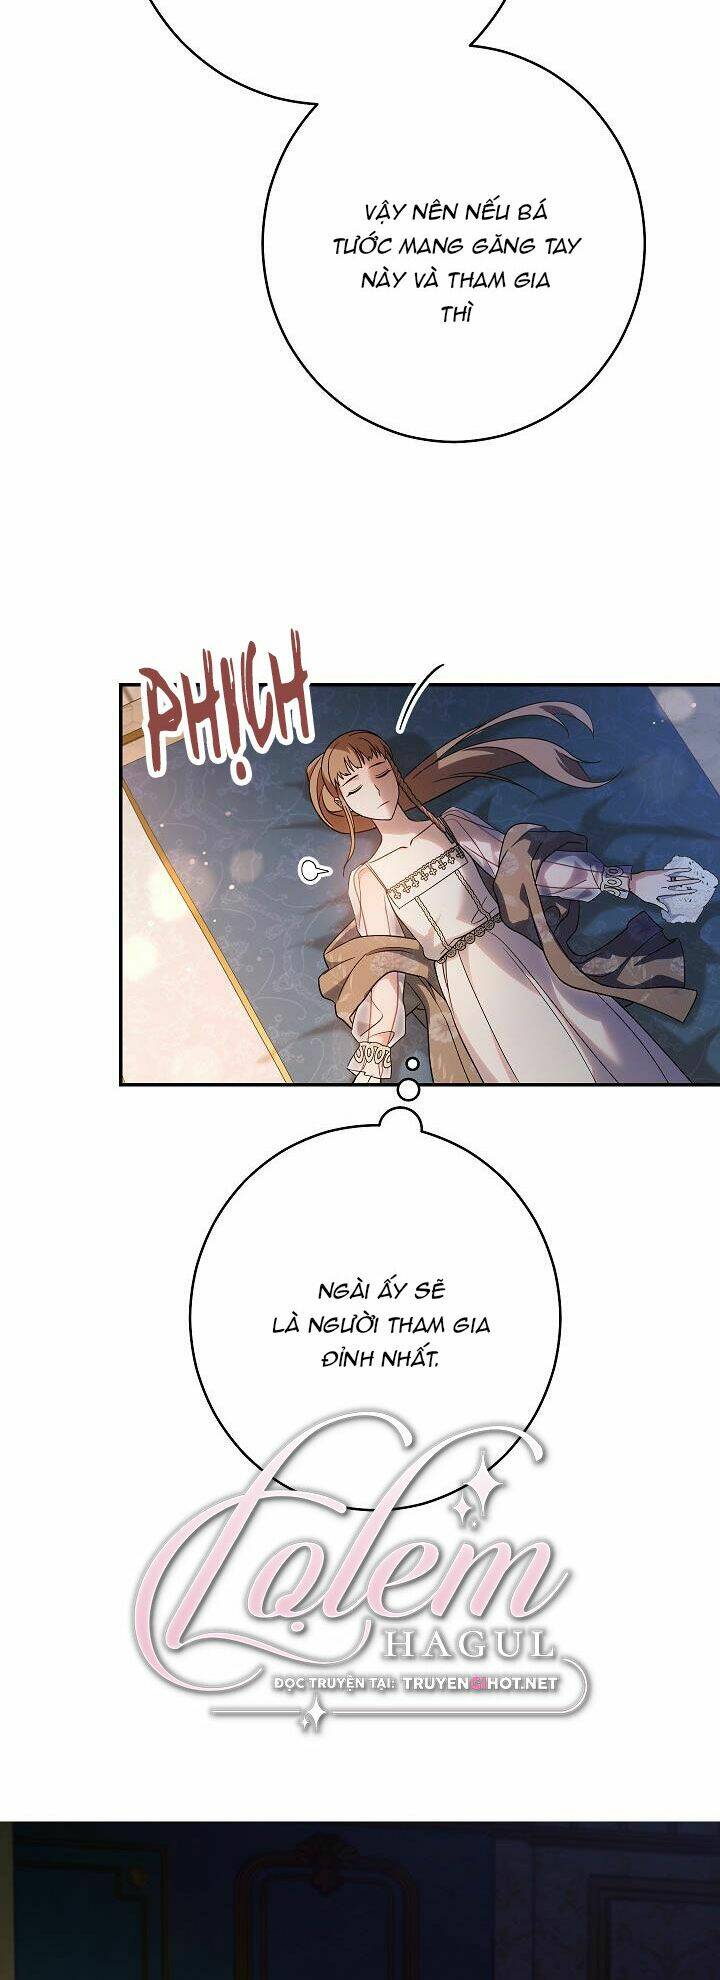 VẬY NÊN NẾU BÁ
TƯỚC MANG GĂNG TAY
NÀY VÀ THAM GIA
THÌ
PHỊCH
NGÀI ẤY SẼ
LÀ NGƯỜI THAM GIA
ĐỈNH NHẤT.
Lọlem
HAGUL
ĐỌC TRUYỆN TẠI: TRUYENGIHOT.NET